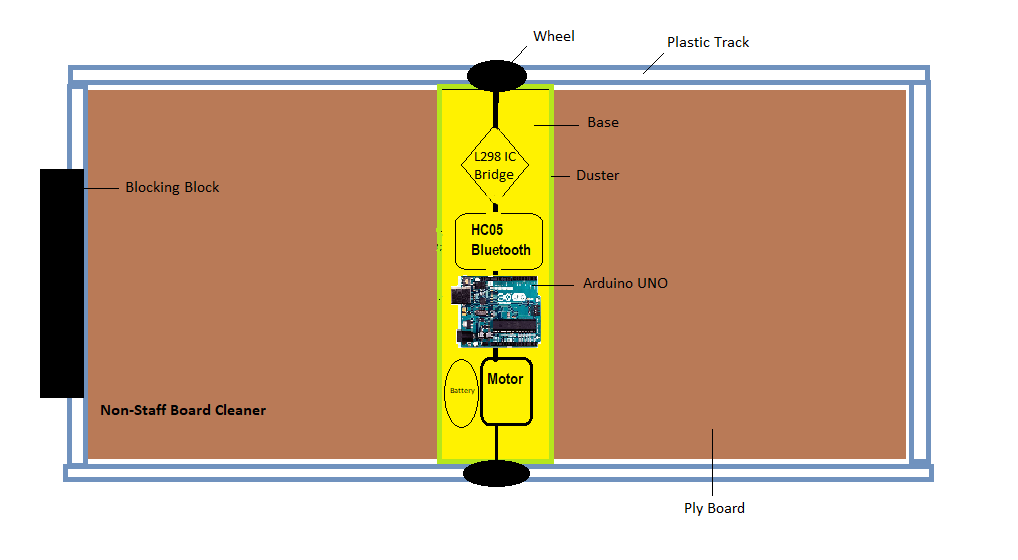 Wheel
Plastic Track
Base
L298 IC
Bridge
Duster
Blocking Block
HC05
Bluetooth
Arduino UNO
Motor
Battery
Non-Staff Board Cleaner
Ply Board